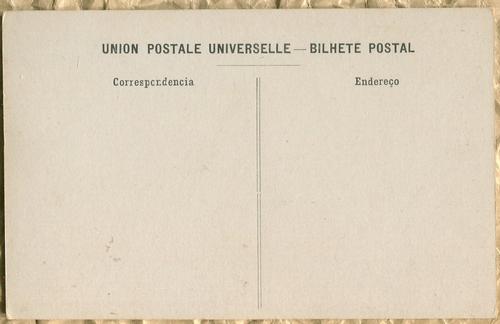 UNION POSTALE UNIVERSELLE—BILHETE POSTAL
Correspondencia
Endereço